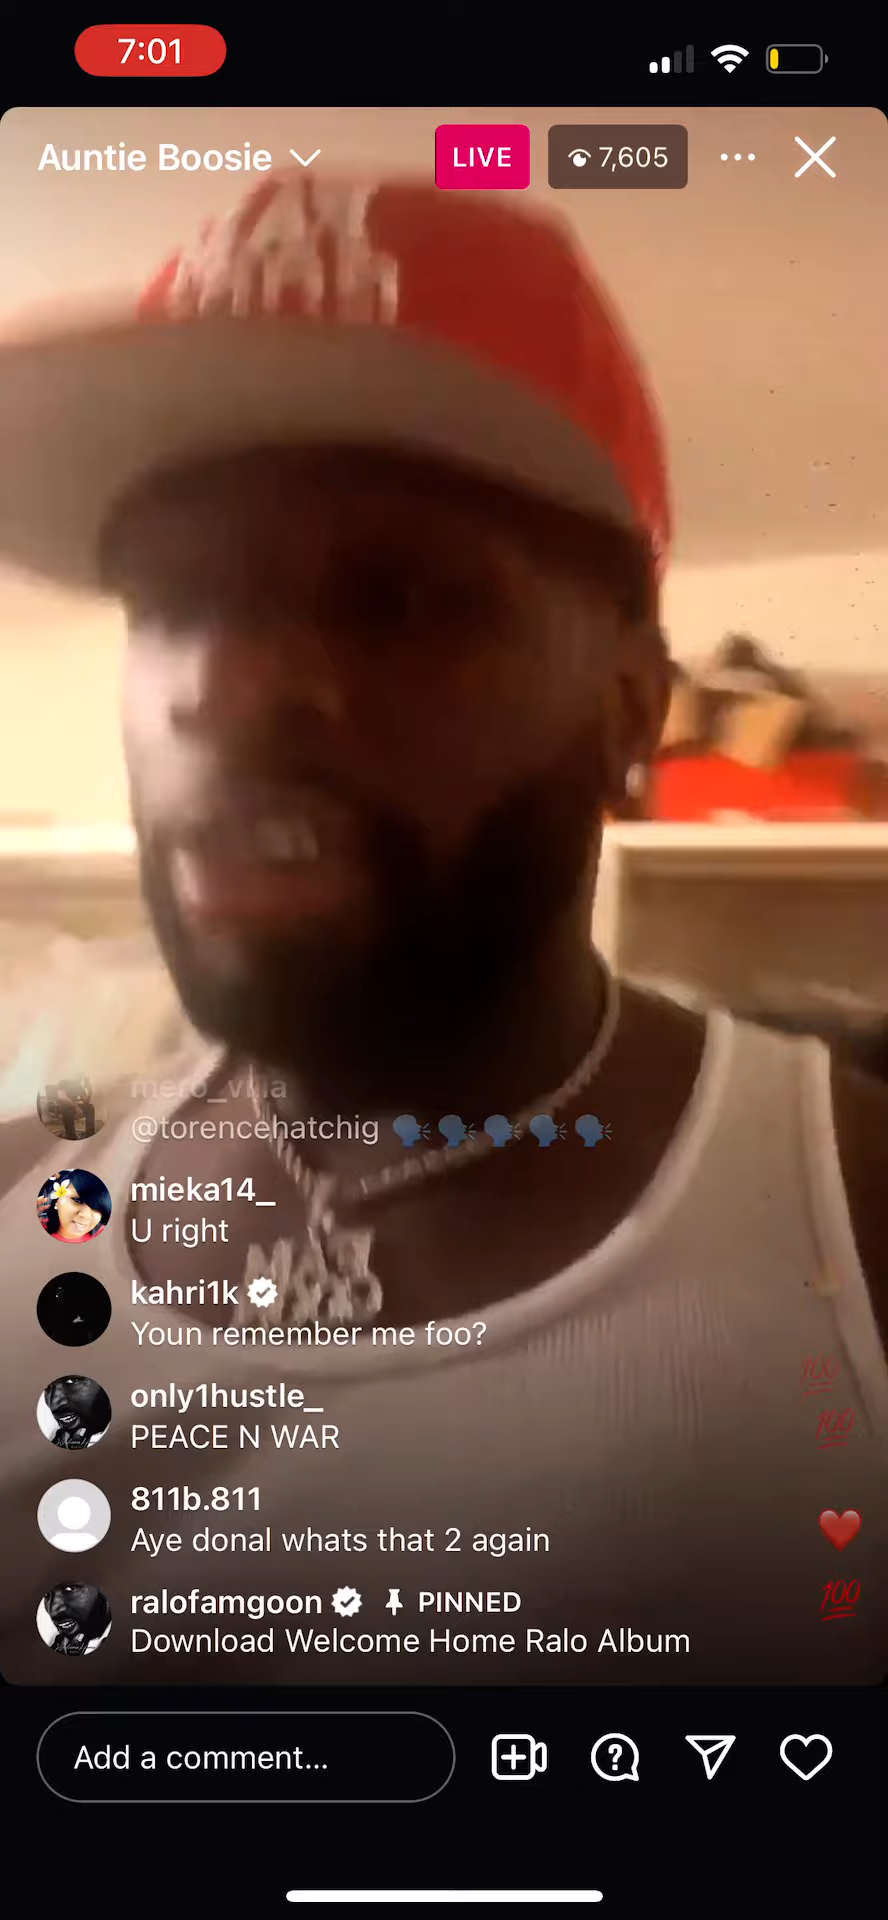 7:01
Auntie Boosie
LIVE
7,605
mero_villa
@torencehatchig 🗣️🗣️🗣️🗣️🗣️
mieka14_
U right
kahri1k
Youn remember me foo?
only1hustle_
PEACE N WAR
811b.811
Aye donal whats that 2 again
ralofamgoon PINNED
Download Welcome Home Ralo Album
Add a comment...